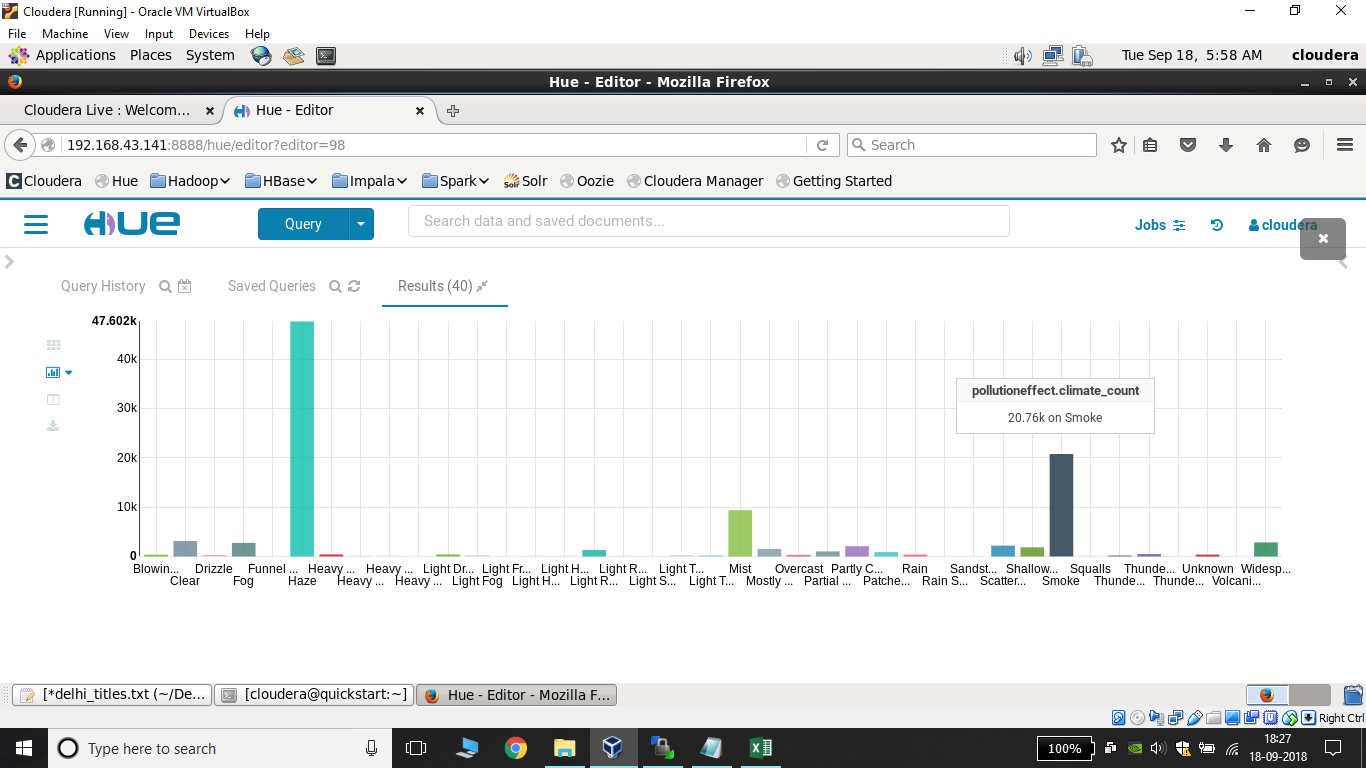 Cloudera [Running] - Oracle VM VirtualBox
File Machine View Input Devices Help
Applications Places System Tue Sep 18, 5:58 AM cloudera
Hue - Editor - Mozilla Firefox
Cloudera Live : Welcom... Hue - Editor
192.168.43.141:8888/hue/editor?editor=98 Search
Cloudera Hue Hadoop HBase Impala Spark Solr Oozie Cloudera Manager Getting Started
HUE Query Search data and saved documents... Jobs cloudera
Query History Saved Queries Results (40)
47.602k
40k
30k
20k
10k
0
pollutioneffect.climate_count
20.76k on Smoke
Blowin... Drizzle Funnel ... Heavy ... Heavy ... Light Dr... Light Fr... Light H... Light R... Light T... Mist Overcast Partly C... Rain Sandst... Shallow... Squalls Thunde... Unknown Widesp...
Clear Fog Haze Heavy ... Heavy ... Light Fog Light H... Light R... Light S... Light T... Mostly ... Partial ... Patche... Rain S... Scatter... Smoke Thunde... Thunde... Volcani...
[*delhi_titles.txt (~/De... [cloudera@quickstart:~] Hue - Editor - Mozilla F...
Right Ctrl
Type here to search 100% 18:27
18-09-2018